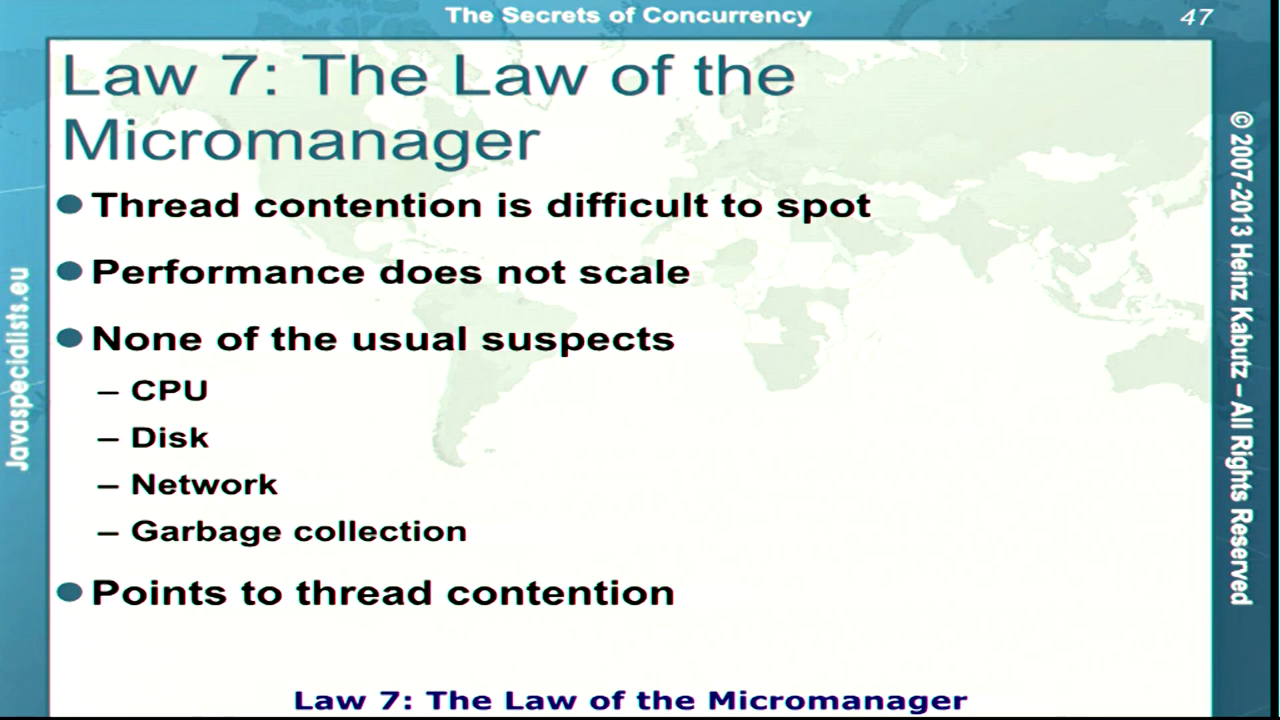 The Secrets of Concurrency
47
Law 7: The Law of the
Micromanager
Thread contention is difficult to spot
Performance does not scale
None of the usual suspects
– CPU
– Disk
– Network
– Garbage collection
Points to thread contention
Law 7: The Law of the Micromanager
Javaspecialists.eu
© 2007-2013 Heinz Kabutz – All Rights Reserved